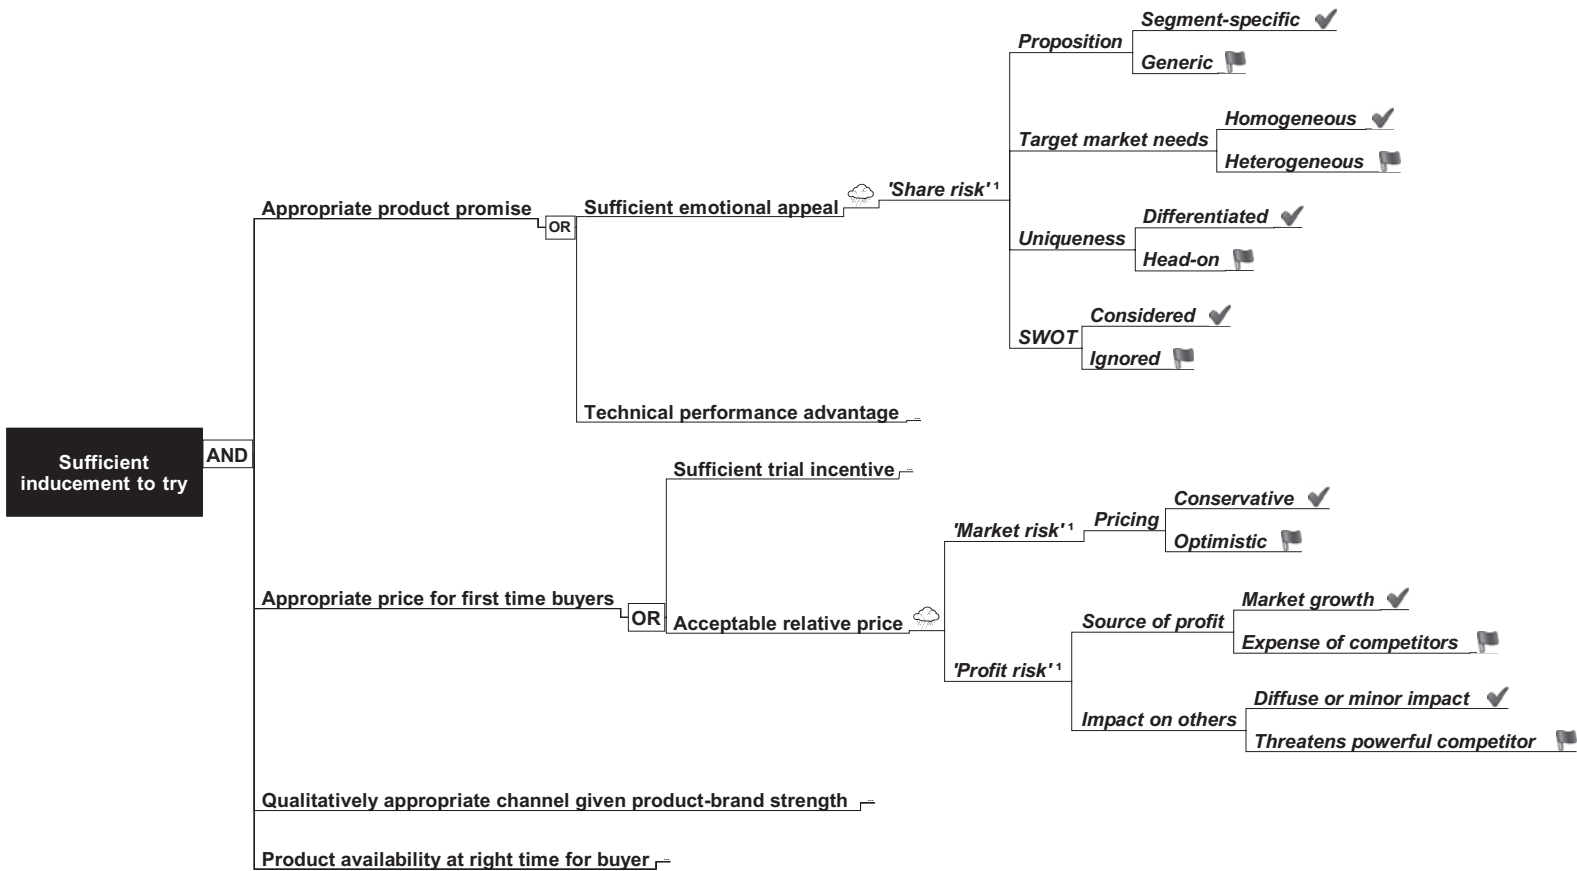 Segment-specific
Proposition
Generic
Homogeneous
Target market needs
Heterogeneous
'Share risk' ¹
Appropriate product promise
OR
Sufficient emotional appeal
Differentiated
Uniqueness
Head-on
Considered
SWOT
Ignored
Technical performance advantage ...
Sufficient
inducement to try
AND
Sufficient trial incentive ...
Conservative
'Market risk' ¹
Pricing
Optimistic
Appropriate price for first time buyers
OR
Acceptable relative price
Market growth
Source of profit
Expense of competitors
'Profit risk' ¹
Diffuse or minor impact
Impact on others
Threatens powerful competitor
Qualitatively appropriate channel given product-brand strength ...
Product availability at right time for buyer ...